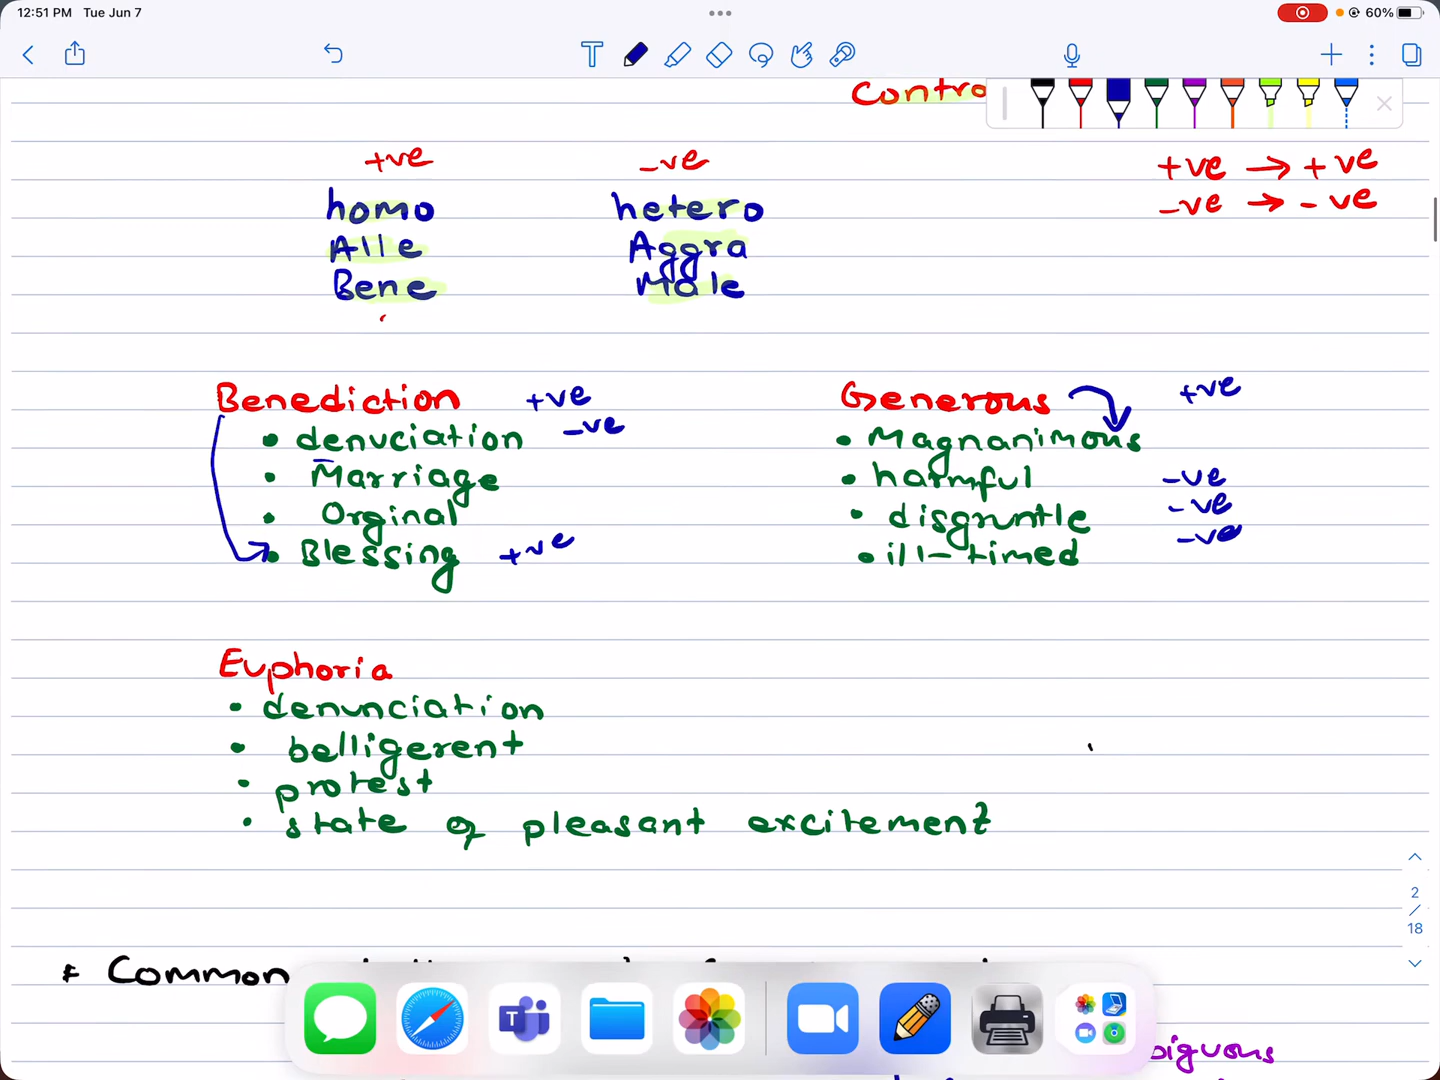 12:51 PM Tue Jun 7
60%
Contro
+ve -ve
+ve → +ve
homo hetero
-ve → -ve
Alle Aggra
Bene Male
Benediction +ve
denuciation -ve
Marriage
Orginal
Blessing +ve
Generous +ve
Magnanimous
harmful -ve
disgruntle -ve
ill-timed -ve
Euphoria
denunciation
belligerent
protest
state of pleasant excitement
2
/
18
* Common
biguous